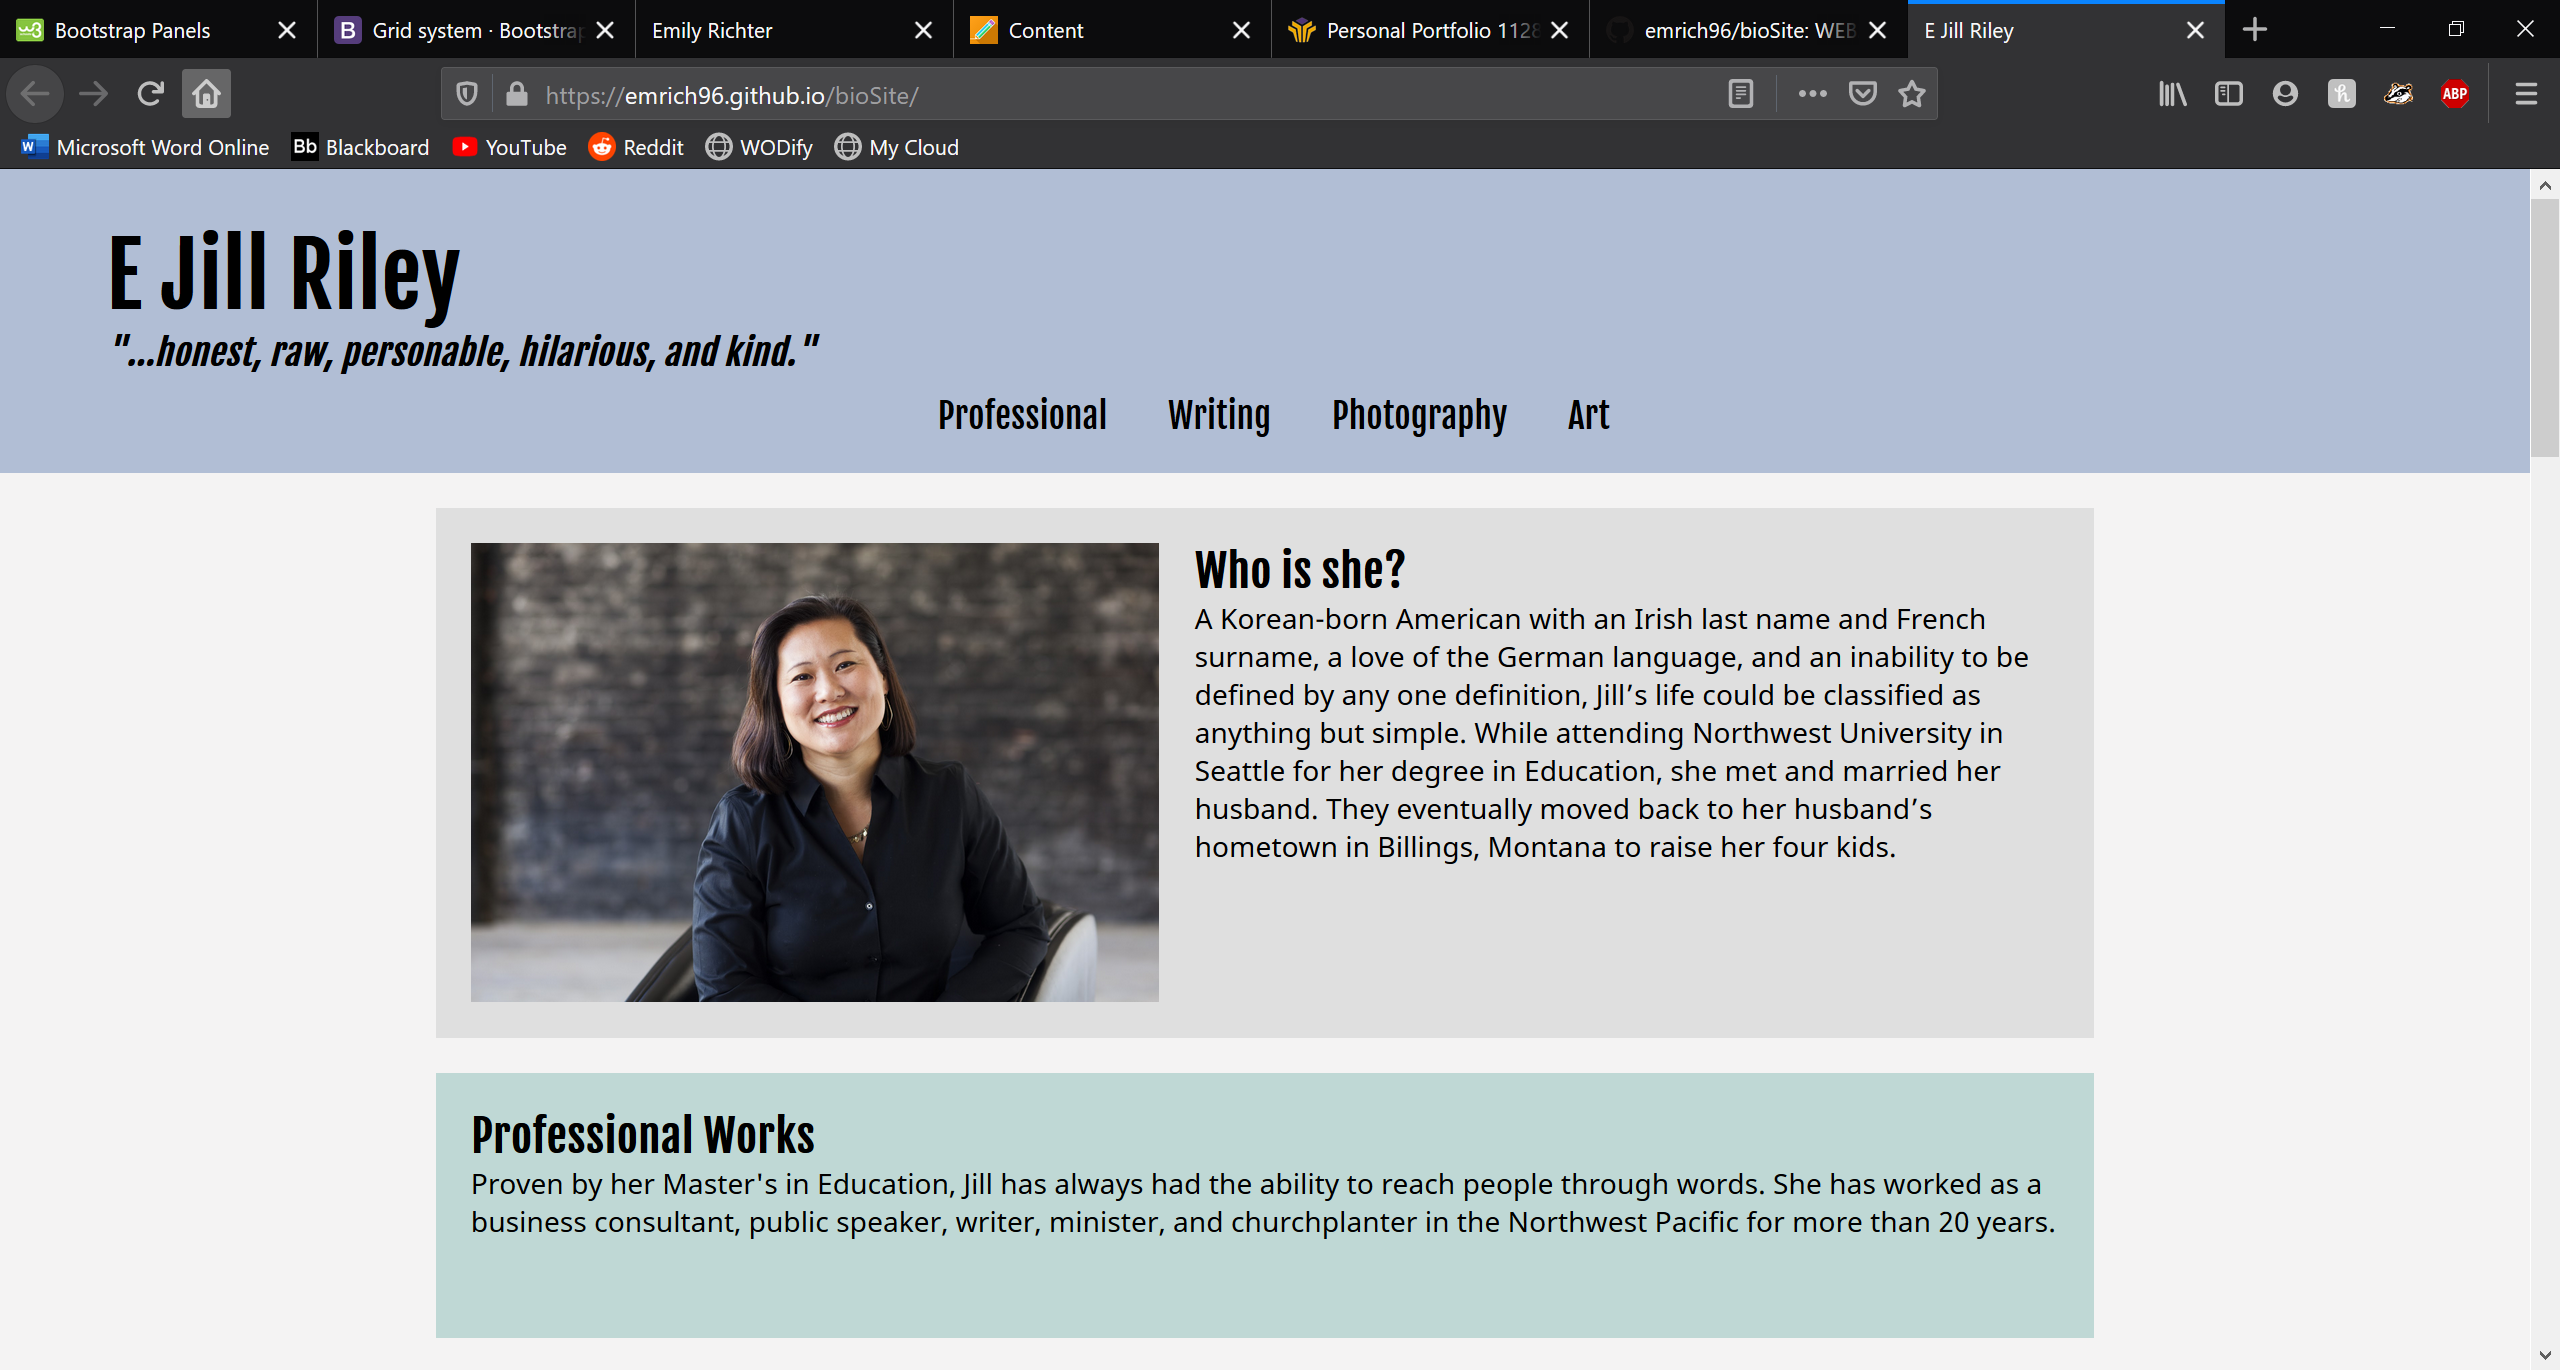 Bootstrap Panels
Grid system · Bootstrap
Emily Richter
Content
Personal Portfolio 1128
emrich96/bioSite: WEB
E Jill Riley
https://emrich96.github.io/bioSite/
ABP
Microsoft Word Online
Bb Blackboard
YouTube
Reddit
WODify
My Cloud
E Jill Riley
"...honest, raw, personable, hilarious, and kind."
Professional
Writing
Photography
Art
Who is she?
A Korean-born American with an Irish last name and French
surname, a love of the German language, and an inability to be
defined by any one definition, Jill’s life could be classified as
anything but simple. While attending Northwest University in
Seattle for her degree in Education, she met and married her
husband. They eventually moved back to her husband’s
hometown in Billings, Montana to raise her four kids.
Professional Works
Proven by her Master's in Education, Jill has always had the ability to reach people through words. She has worked as a
business consultant, public speaker, writer, minister, and churchplanter in the Northwest Pacific for more than 20 years.